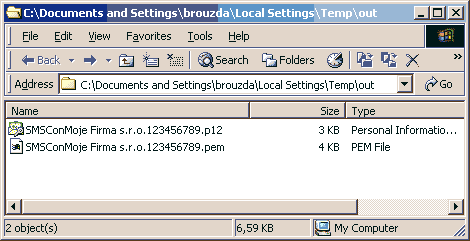 C:\Documents and Settings\brouzda\Local Settings\Temp\out
File Edit View Favorites Tools Help
Back Search Folders
Address C:\Documents and Settings\brouzda\Local Settings\Temp\out Go
Name Size Type
SMSConMoje Firma s.r.o.123456789.p12 3 KB Personal Informatio...
SMSConMoje Firma s.r.o.123456789.pem 4 KB PEM File
2 object(s) 6,59 KB My Computer